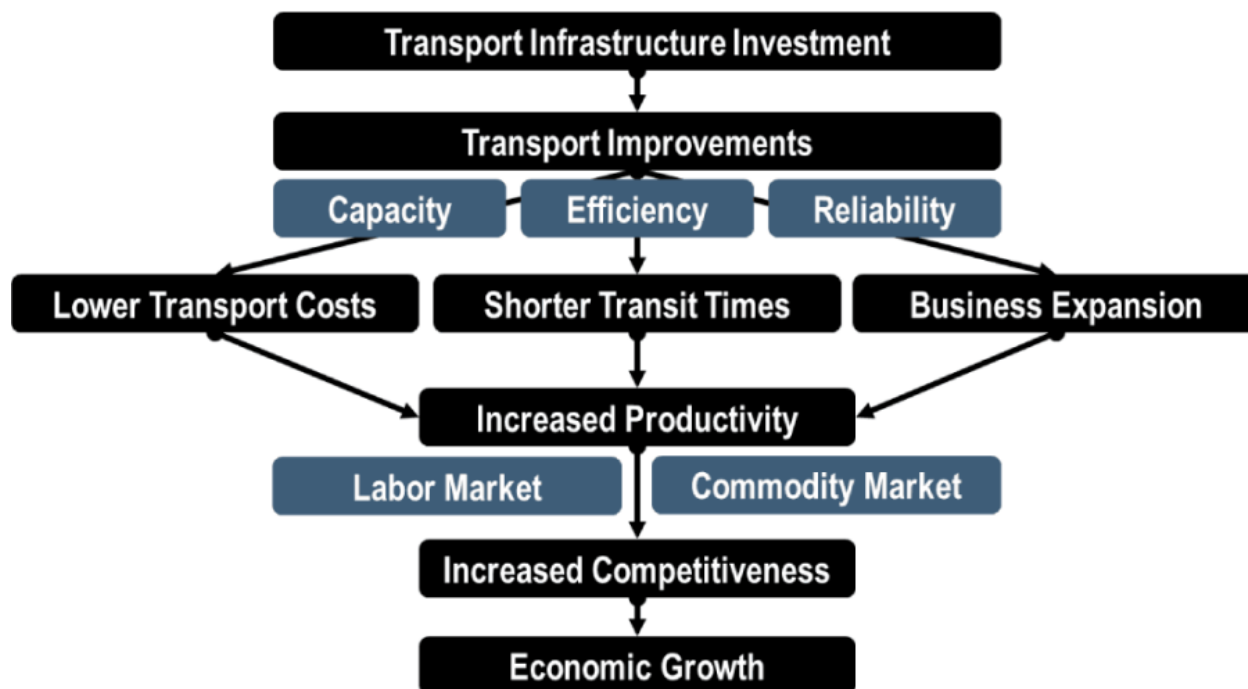 Transport Infrastructure Investment
Transport Improvements
Capacity
Efficiency
Reliability
Lower Transport Costs
Shorter Transit Times
Business Expansion
Increased Productivity
Labor Market
Commodity Market
Increased Competitiveness
Economic Growth